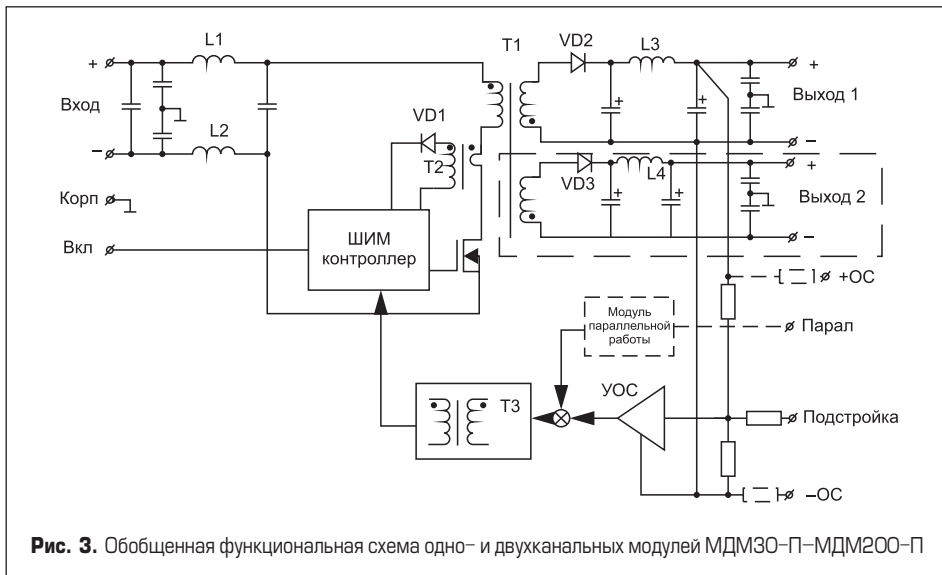 L1
T1
VD2
L3
+
+
+
+
Вход
Выход 1
VD1
L2
–
T2
–
+
VD3
L4
+
+
Корп
Выход 2
Вкл
ШИМ
контроллер
–
+ОС
Модуль
параллельной
работы
Парал
УОС
T3
Подстройка
–ОС
Рис. 3. Обобщенная функциональная схема одно– и двухканальных модулей МДМ30–П–МДМ200–П